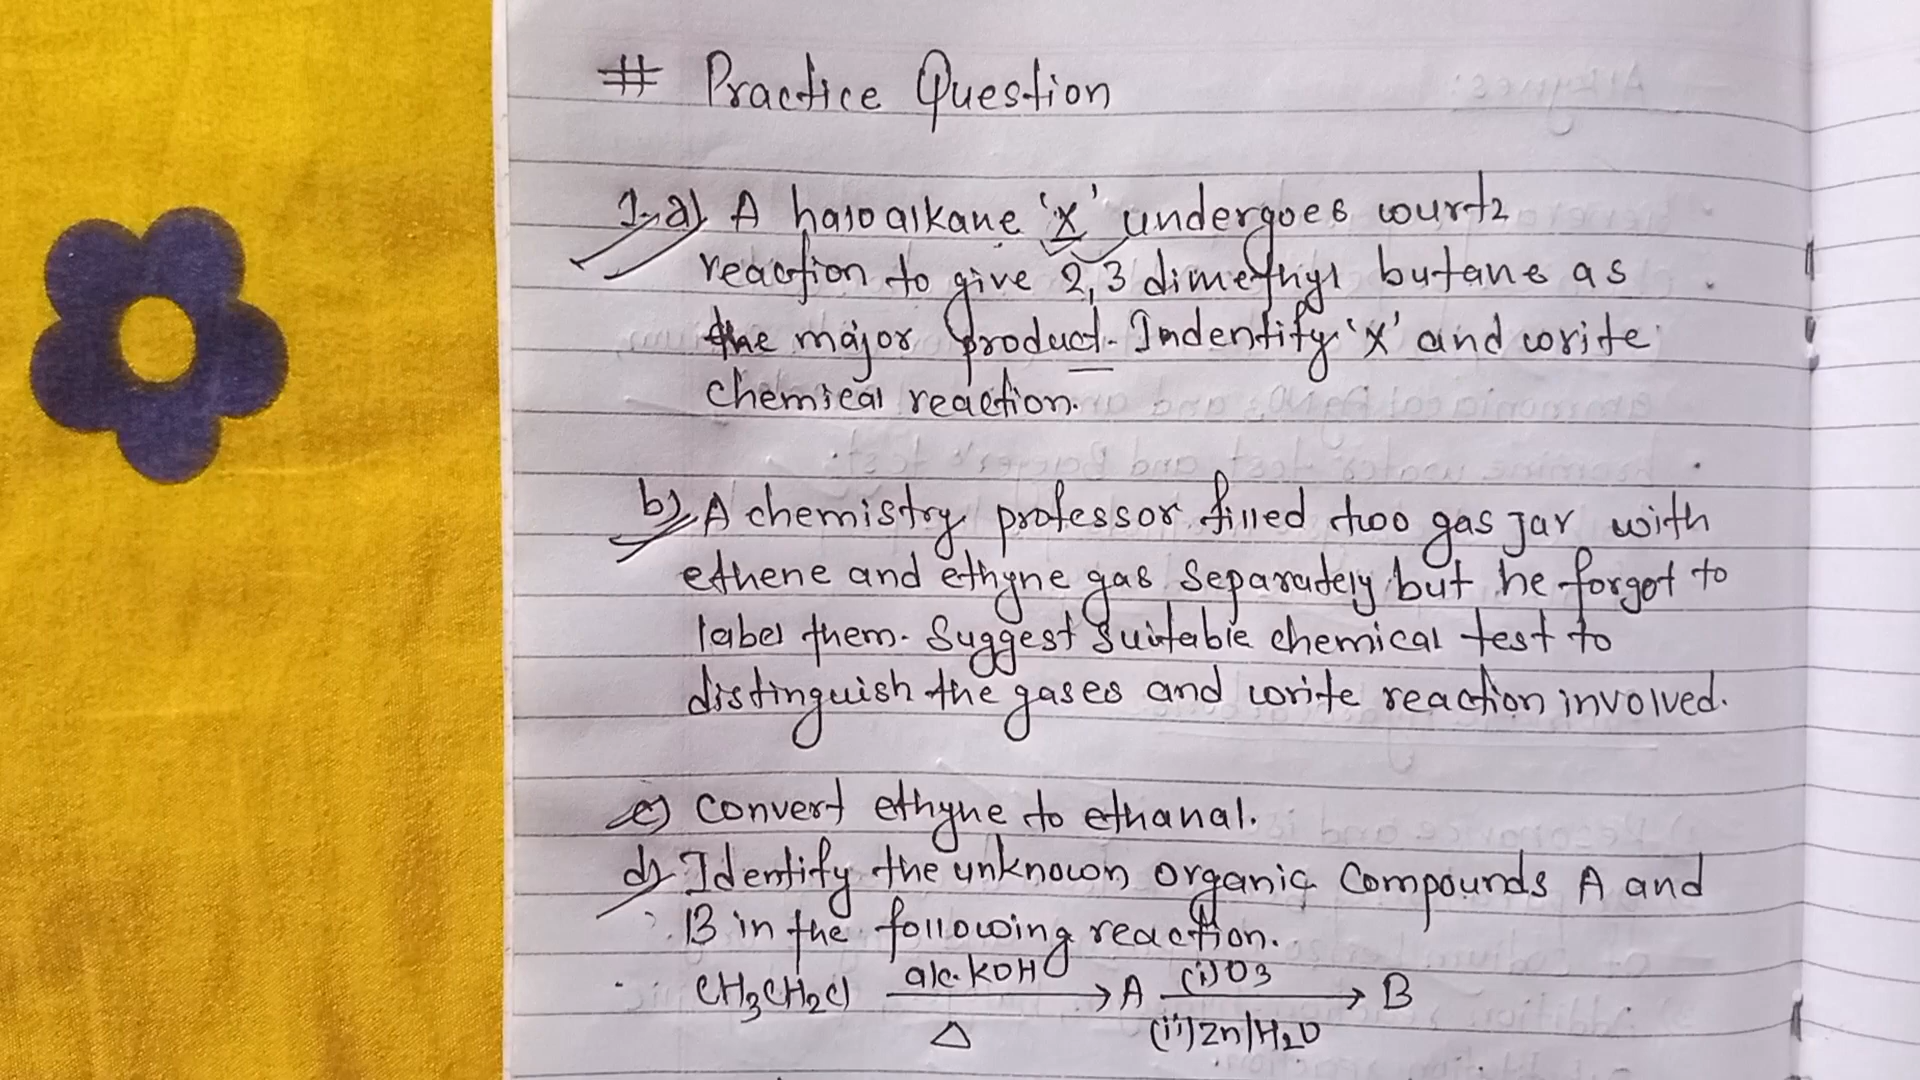 # Practice Question
1. a) A haloalkane 'X' undergoes wurtz
reaction to give 2,3 dimethyl butane as
the major product. Indentify 'X' and write
chemical reaction.
b) A chemistry professor filled two gas jar with
ethene and ethyne gas separately but he forgot to
label them. Suggest suitable chemical test to
distinguish the gases and write reaction involved.
c) convert ethyne to ethanal.
d) Identify the unknown organic compounds A and
B in the following reaction.
CH3CH2Cl alc. KOH → A (i) O3 → B
Δ (ii) Zn/H2O